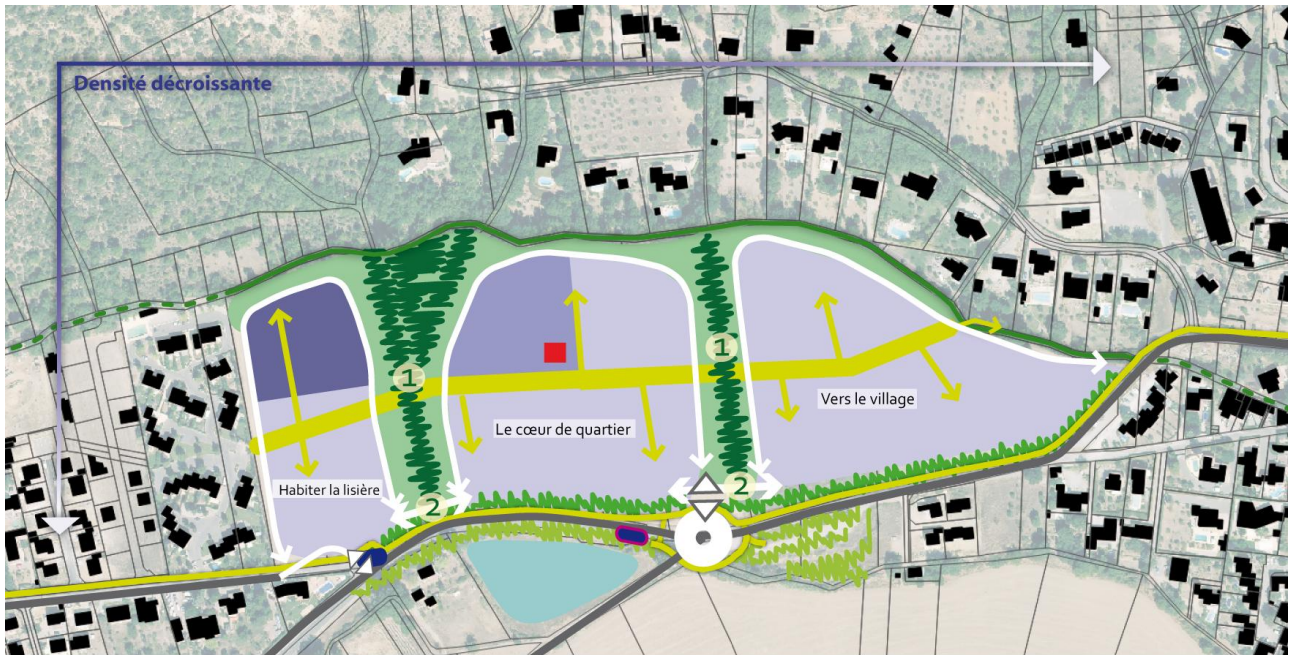 Densité décroissante
1
1
Vers le village
Le cœur de quartier
Habiter la lisière
2
2